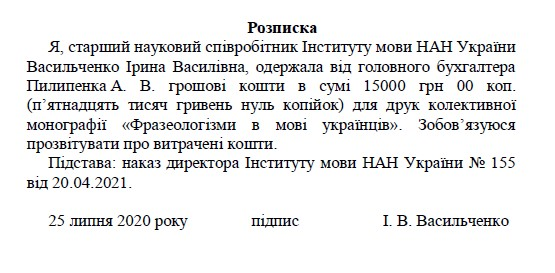 Розписка
Я, старший науковий співробітник Інституту мови НАН України
Васильченко Ірина Василівна, одержала від головного бухгалтера
Пилипенка А. В. грошові кошти в сумі 15000 грн 00 коп.
(п’ятнадцять тисяч гривень нуль копійок) для друк колективної
монографії «Фразеологізми в мові українців». Зобов’язуюся
прозвітувати про витрачені кошти.
Підстава: наказ директора Інституту мови НАН України № 155
від 20.04.2021.
25 липня 2020 року підпис І. В. Васильченко